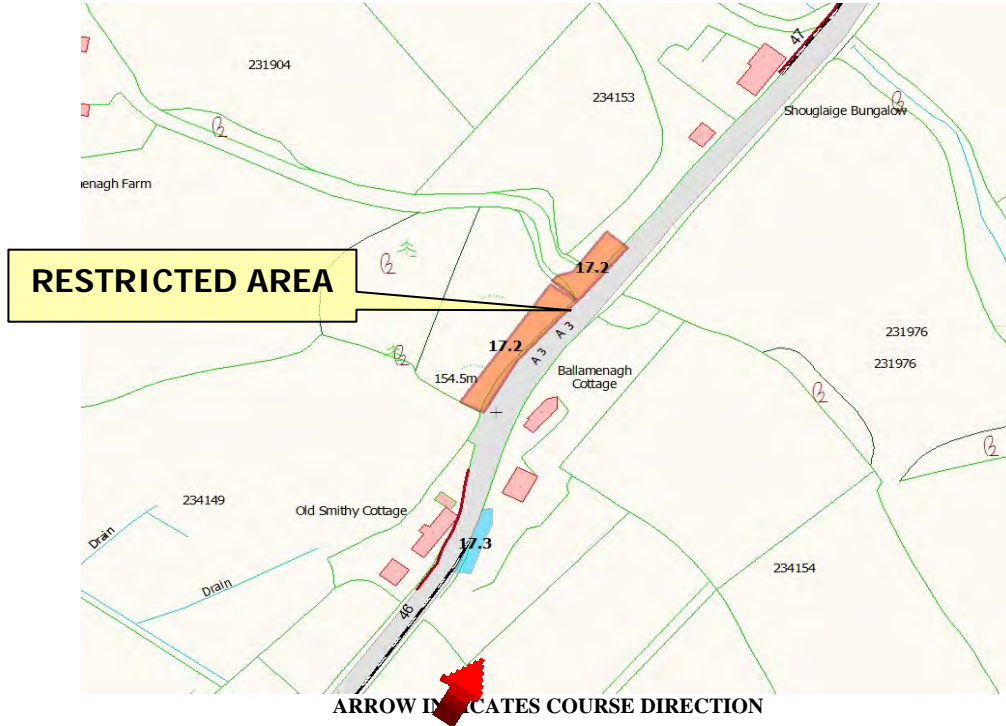 47
231904
234153
Shouglaige Bungalow
enagh Farm
17.2
RESTRICTED AREA
A 3
231976
17.2
A 3
231976
154.5m
Ballamenagh
Cottage
234149
Old Smithy Cottage
17.3
Drain
234154
Drain
46
ARROW IN CATES COURSE DIRECTION